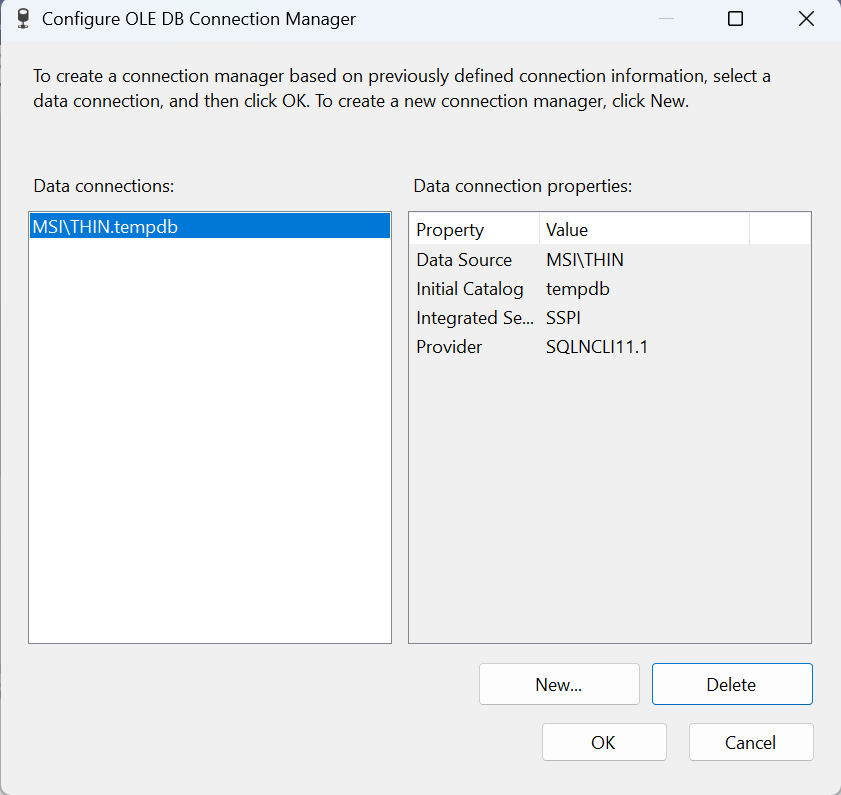 Configure OLE DB Connection Manager
To create a connection manager based on previously defined connection information, select a
data connection, and then click OK. To create a new connection manager, click New.
Data connections:
MSI\THIN.tempdb
Data connection properties:
Property Value
Data Source MSI\THIN
Initial Catalog tempdb
Integrated Se... SSPI
Provider SQLNCLI11.1
New... Delete
OK Cancel